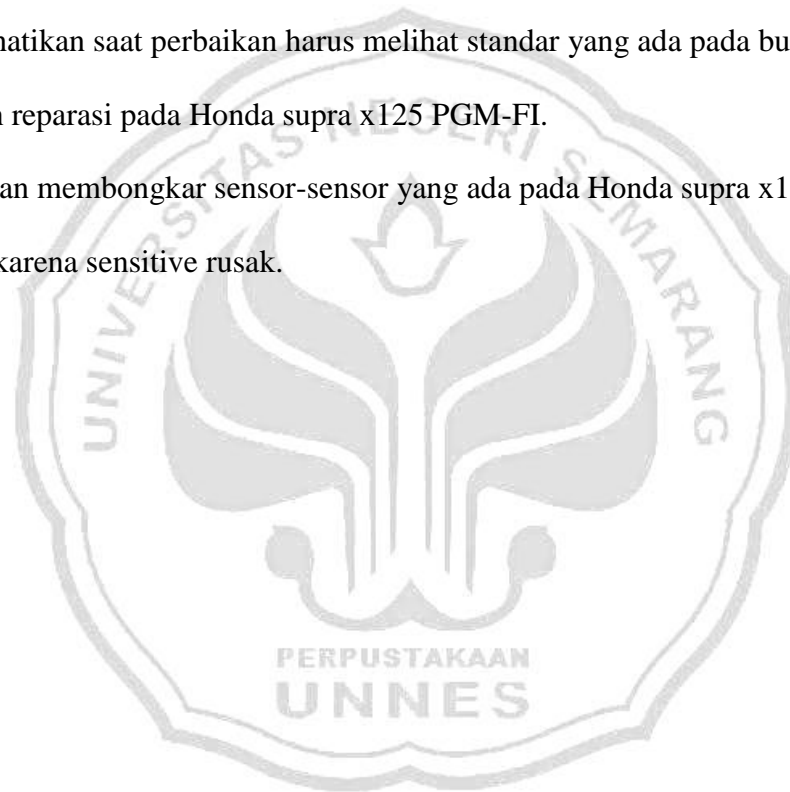 natikan saat perbaikan harus melihat standar yang ada pada bu
n reparasi pada Honda supra x125 PGM-FI.
an membongkar sensor-sensor yang ada pada Honda supra x1
karena sensitive rusak.
UNIVERSITAS NEGERI SEMARANG
PERPUSTAKAAN
UNNES